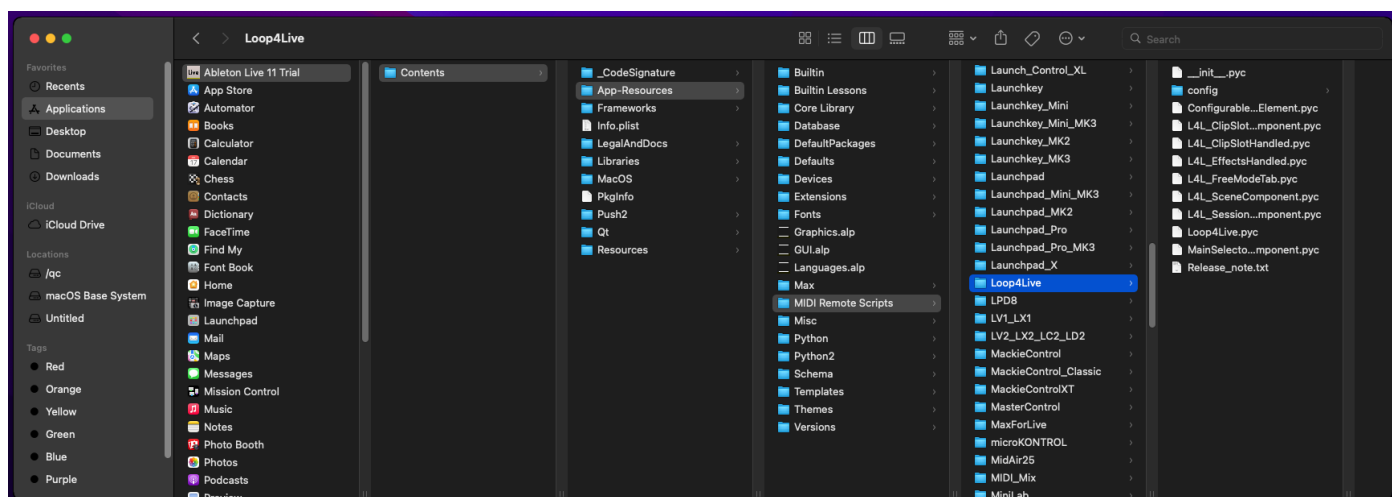 Loop4Live
Search
Favorites
Recents
Applications
Desktop
Documents
Downloads
iCloud
iCloud Drive
Locations
/qc
macOS Base System
Untitled
Tags
Red
Orange
Yellow
Green
Blue
Purple
Ableton Live 11 Trial
App Store
Automator
Books
Calculator
Calendar
Chess
Contacts
Dictionary
FaceTime
Find My
Font Book
Home
Image Capture
Launchpad
Mail
Maps
Messages
Mission Control
Music
Notes
Photo Booth
Photos
Podcasts
Preview
Contents
_CodeSignature
App-Resources
Frameworks
Info.plist
LegalAndDocs
Libraries
MacOS
PkgInfo
Push2
Qt
Resources
Builtin
Builtin Lessons
Core Library
Database
DefaultPackages
Defaults
Devices
Extensions
Fonts
Graphics.alp
GUI.alp
Languages.alp
Max
MIDI Remote Scripts
Misc
Python
Python2
Schema
Templates
Themes
Versions
Launch_Control_XL
Launchkey
Launchkey_Mini
Launchkey_Mini_MK3
Launchkey_MK2
Launchkey_MK3
Launchpad
Launchpad_Mini_MK3
Launchpad_MK2
Launchpad_Pro
Launchpad_Pro_MK3
Launchpad_X
Loop4Live
LPD8
LV1_LX1
LV2_LX2_LC2_LD2
MackieControl
MackieControl_Classic
MackieControlXT
MasterControl
MaxForLive
microKONTROL
MidAir25
MIDI_Mix
MiniLab
__init__.pyc
config
Configurable...Element.pyc
L4L_ClipSlot...mponent.pyc
L4L_ClipSlotHandled.pyc
L4L_EffectsHandled.pyc
L4L_FreeModeTab.pyc
L4L_SceneComponent.pyc
L4L_Session...mponent.pyc
Loop4Live.pyc
MainSelecto...mponent.pyc
Release_note.txt